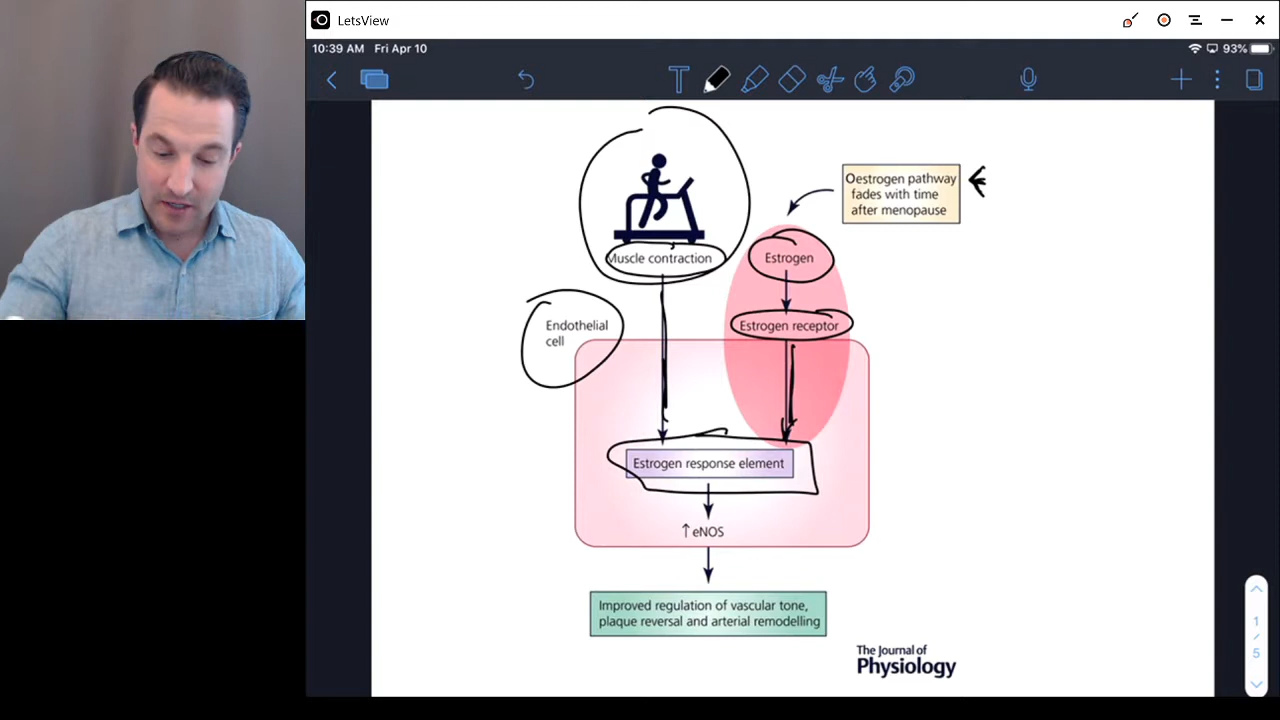 LetsView
10:39 AM Fri Apr 10
93%
T
Oestrogen pathway
fades with time
after menopause
Muscle contraction
Estrogen
Endothelial
cell
Estrogen receptor
Estrogen response element
↑ eNOS
Improved regulation of vascular tone,
plaque reversal and arterial remodelling
The Journal of
Physiology
1
/
5